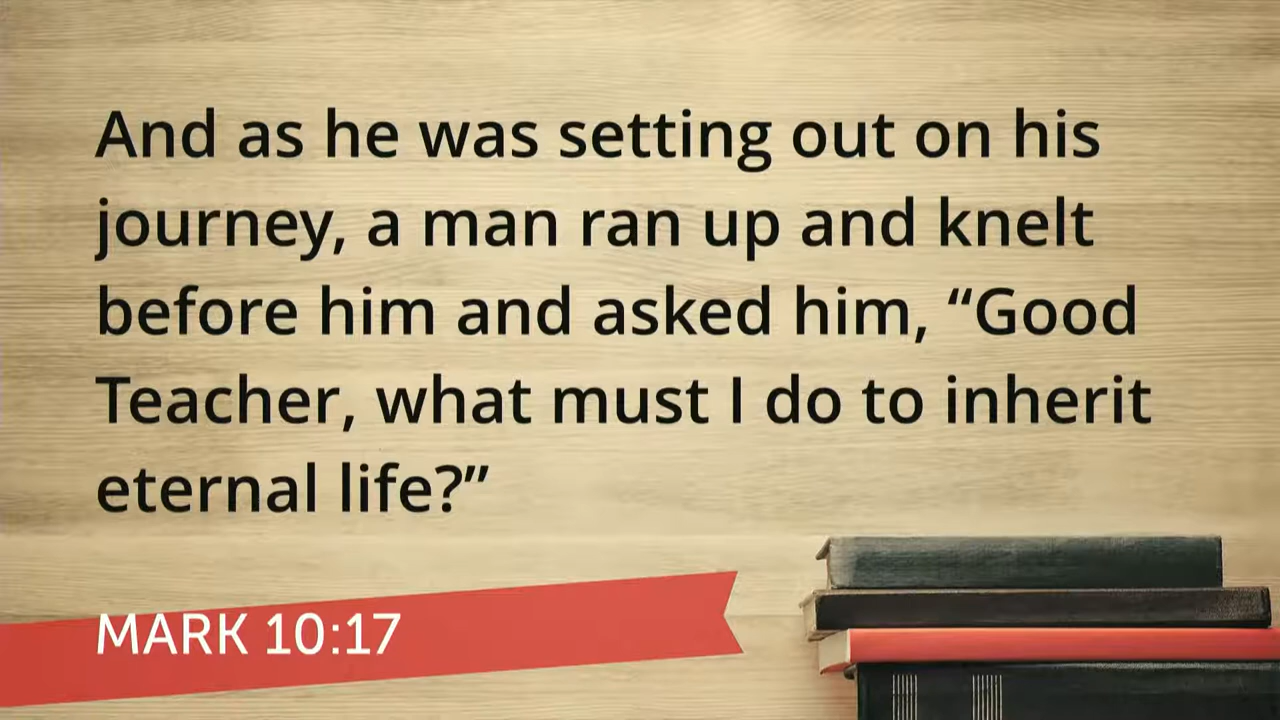 And as he was setting out on his
journey, a man ran up and knelt
before him and asked him, “Good
Teacher, what must I do to inherit
eternal life?”
MARK 10:17